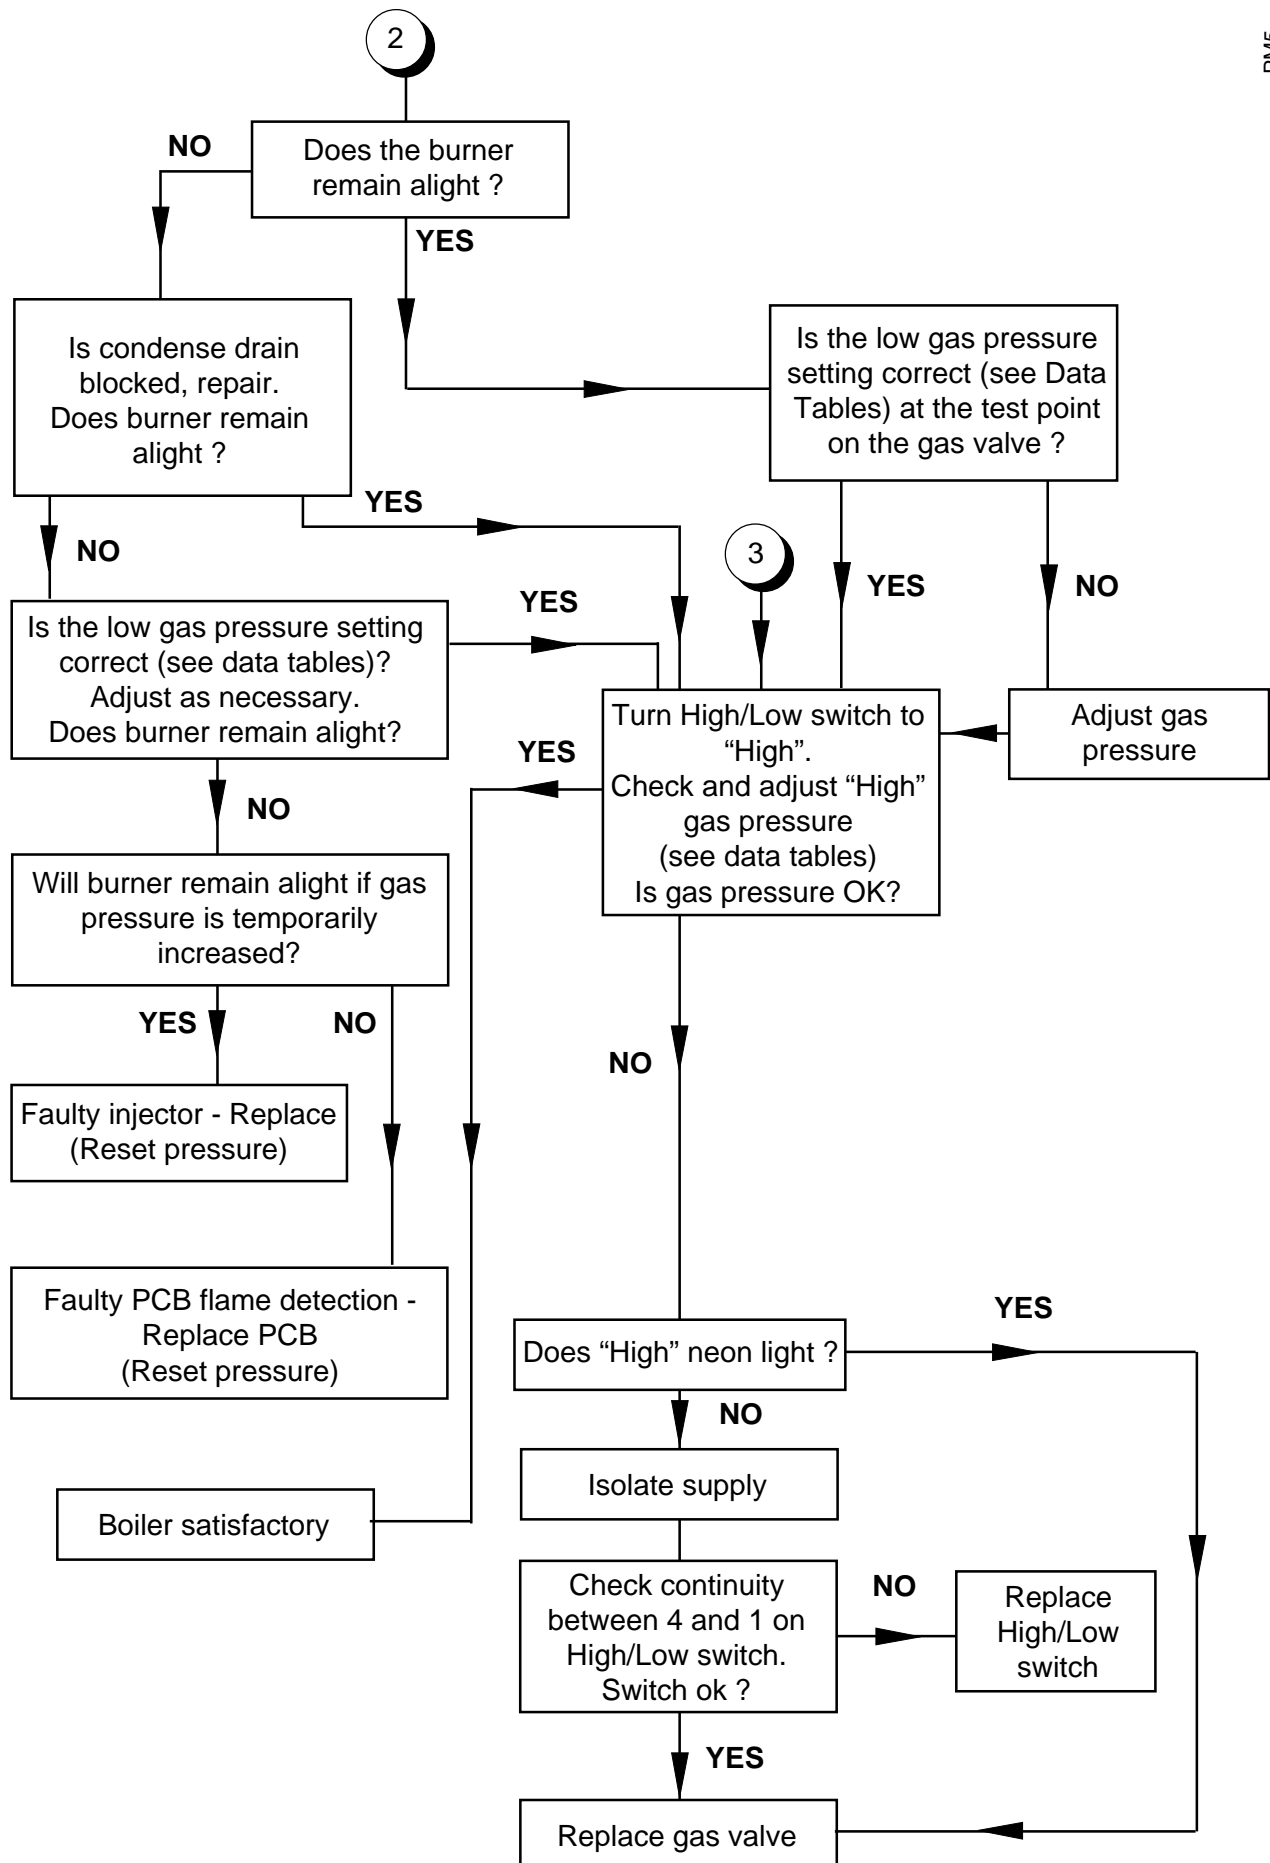 2
Does the burner
remain alight ?
NO
YES
Is condense drain
blocked, repair.
Does burner remain
alight ?
Is the low gas pressure
setting correct (see Data
Tables) at the test point
on the gas valve ?
YES
NO
3
YES
NO
YES
Is the low gas pressure setting
correct (see data tables)?
Adjust as necessary.
Does burner remain alight?
Turn High/Low switch to
“High”.
Check and adjust “High”
gas pressure
(see data tables)
Is gas pressure OK?
Adjust gas
pressure
YES
NO
Will burner remain alight if gas
pressure is temporarily
increased?
YES
NO
NO
Faulty injector - Replace
(Reset pressure)
Faulty PCB flame detection -
Replace PCB
(Reset pressure)
YES
Does “High” neon light ?
NO
Isolate supply
Boiler satisfactory
Check continuity
between 4 and 1 on
High/Low switch.
Switch ok ?
NO
Replace
High/Low
switch
YES
Replace gas valve